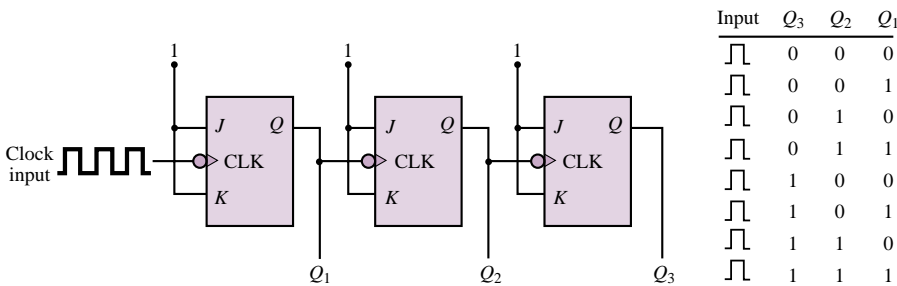 1 1 1
J Q J Q J Q
Clock input
CLK CLK CLK
K K K
Q1 Q2 Q3
Input Q3 Q2 Q1
0 0 0
0 0 1
0 1 0
0 1 1
1 0 0
1 0 1
1 1 0
1 1 1